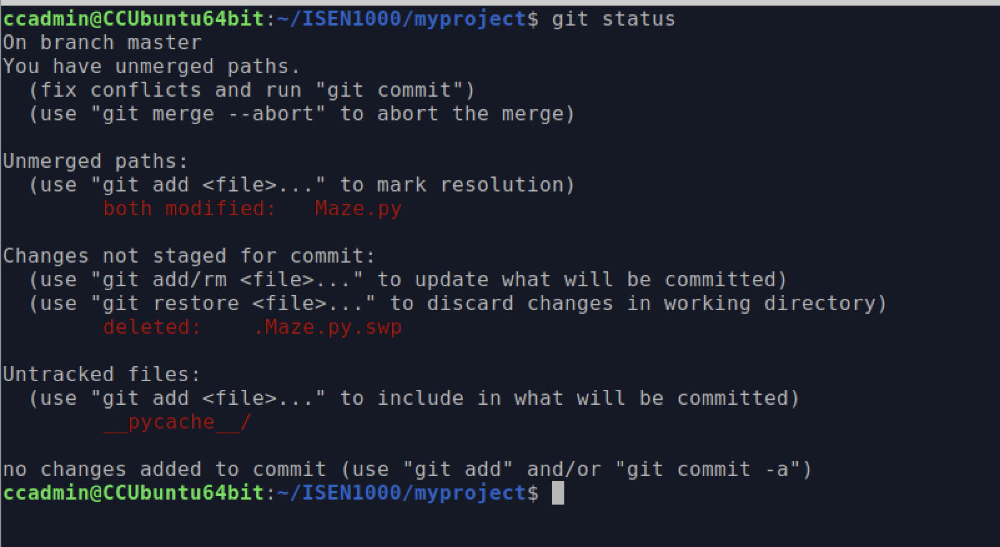 ccadmin@CCUbuntu64bit:~/ISEN1000/myproject$ git status
On branch master
You have unmerged paths.
  (fix conflicts and run "git commit")
  (use "git merge --abort" to abort the merge)

Unmerged paths:
  (use "git add <file>..." to mark resolution)
        both modified:   Maze.py

Changes not staged for commit:
  (use "git add/rm <file>..." to update what will be committed)
  (use "git restore <file>..." to discard changes in working directory)
        deleted:    .Maze.py.swp

Untracked files:
  (use "git add <file>..." to include in what will be committed)
        __pycache__/

no changes added to commit (use "git add" and/or "git commit -a")
ccadmin@CCUbuntu64bit:~/ISEN1000/myproject$